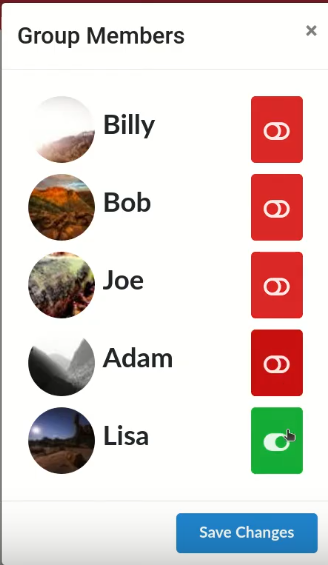 Group Members
×
Billy
Bob
Joe
Adam
Lisa
Save Changes